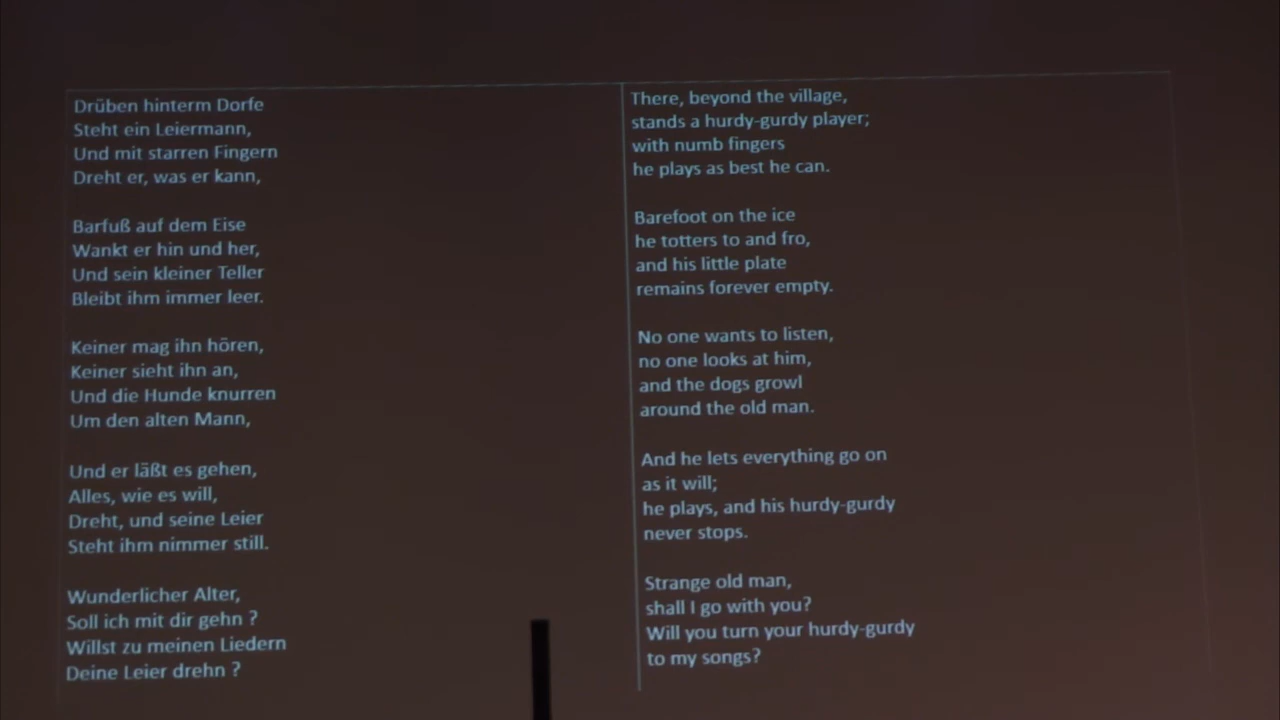 Drüben hinterm Dorfe
Steht ein Leiermann,
Und mit starren Fingern
Dreht er, was er kann,
Barfuß auf dem Eise
Wankt er hin und her,
Und sein kleiner Teller
Bleibt ihm immer leer.
Keiner mag ihn hören,
Keiner sieht ihn an,
Und die Hunde knurren
Um den alten Mann,
Und er läßt es gehen,
Alles, wie es will,
Dreht, und seine Leier
Steht ihm nimmer still.
Wunderlicher Alter,
Soll ich mit dir gehn ?
Willst zu meinen Liedern
Deine Leier drehn ?
There, beyond the village,
stands a hurdy-gurdy player;
with numb fingers
he plays as best he can.
Barefoot on the ice
he totters to and fro,
and his little plate
remains forever empty.
No one wants to listen,
no one looks at him,
and the dogs growl
around the old man.
And he lets everything go on
as it will;
he plays, and his hurdy-gurdy
never stops.
Strange old man,
shall I go with you?
Will you turn your hurdy-gurdy
to my songs?